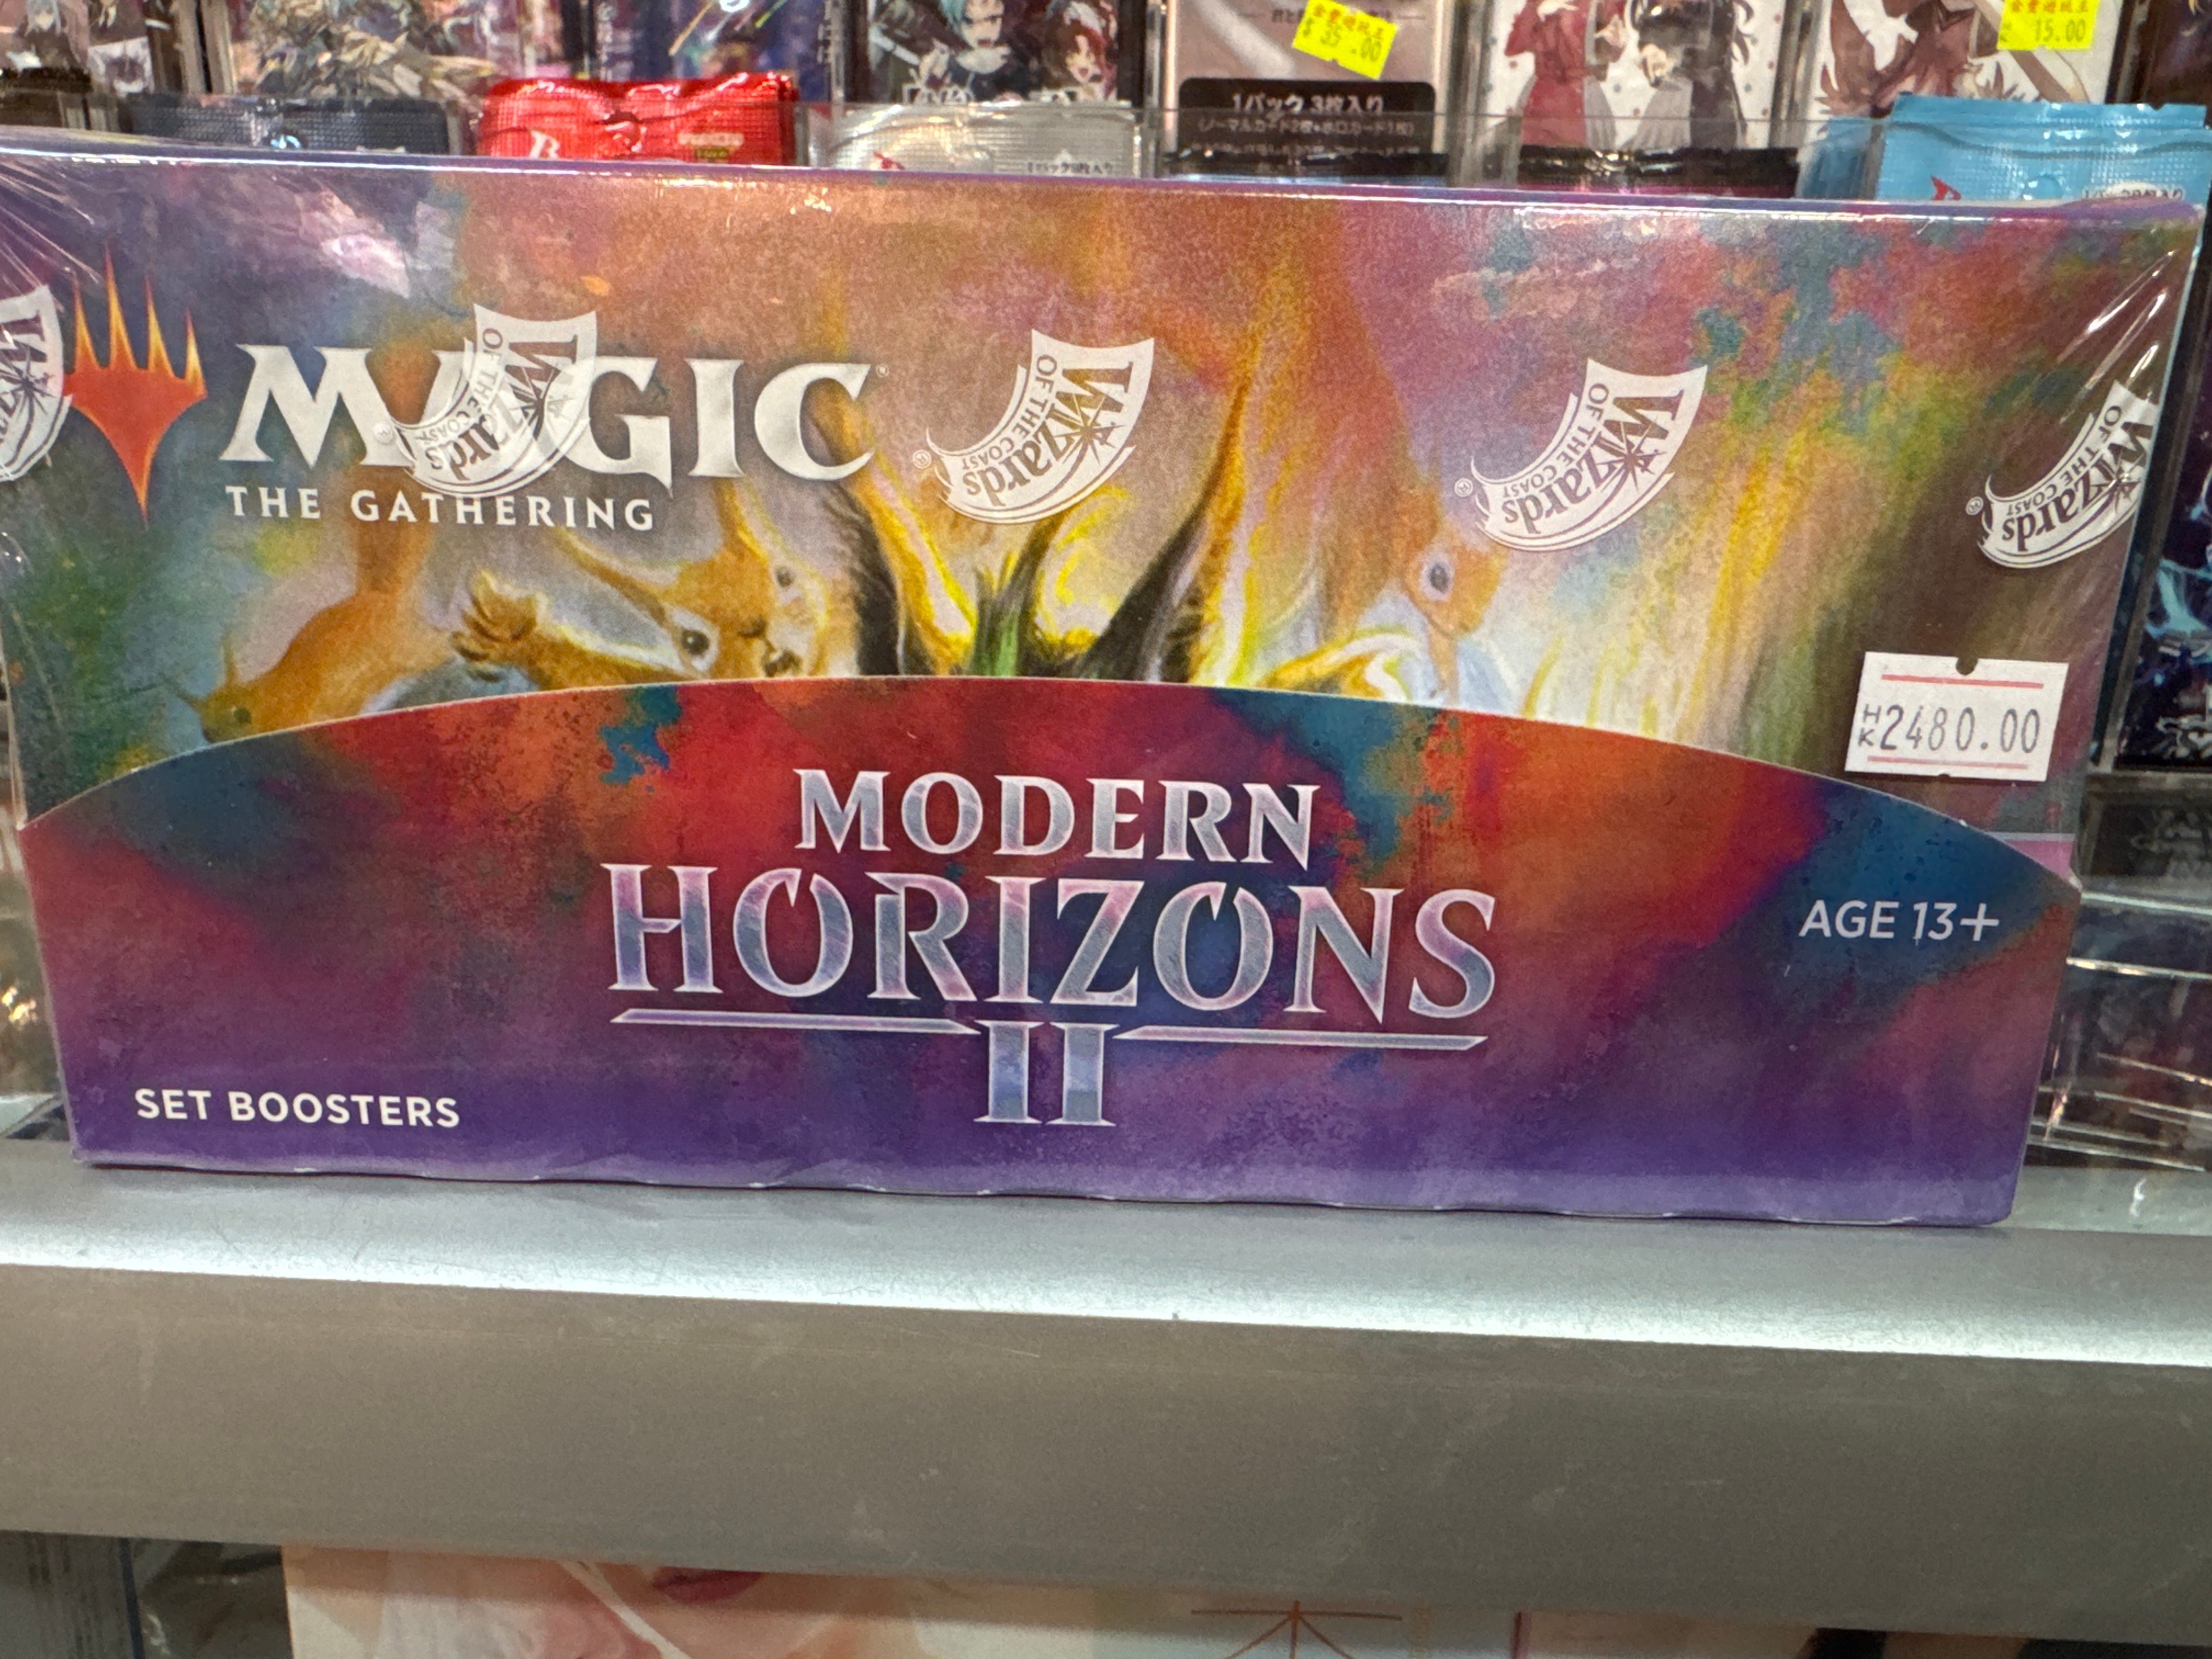 $ 35.00
15.00
1パック 3枚入り
MAGIC
THE GATHERING
Wizards
OF THE COAST
Wizards
OF THE COAST
Wizards
OF THE COAST
Wizards
OF THE COAST
HK2480.00
MODERN
HORIZONS
II
AGE 13+
SET BOOSTERS